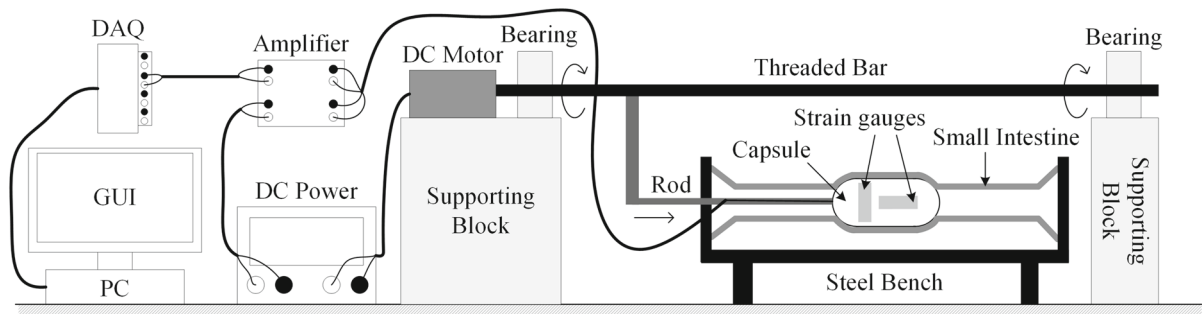 DAQ
Amplifier
DC Motor
Bearing
Threaded Bar
Bearing
Strain gauges
Capsule
Small Intestine
Rod
GUI
DC Power
Supporting
Block
Supporting
Block
PC
Steel Bench